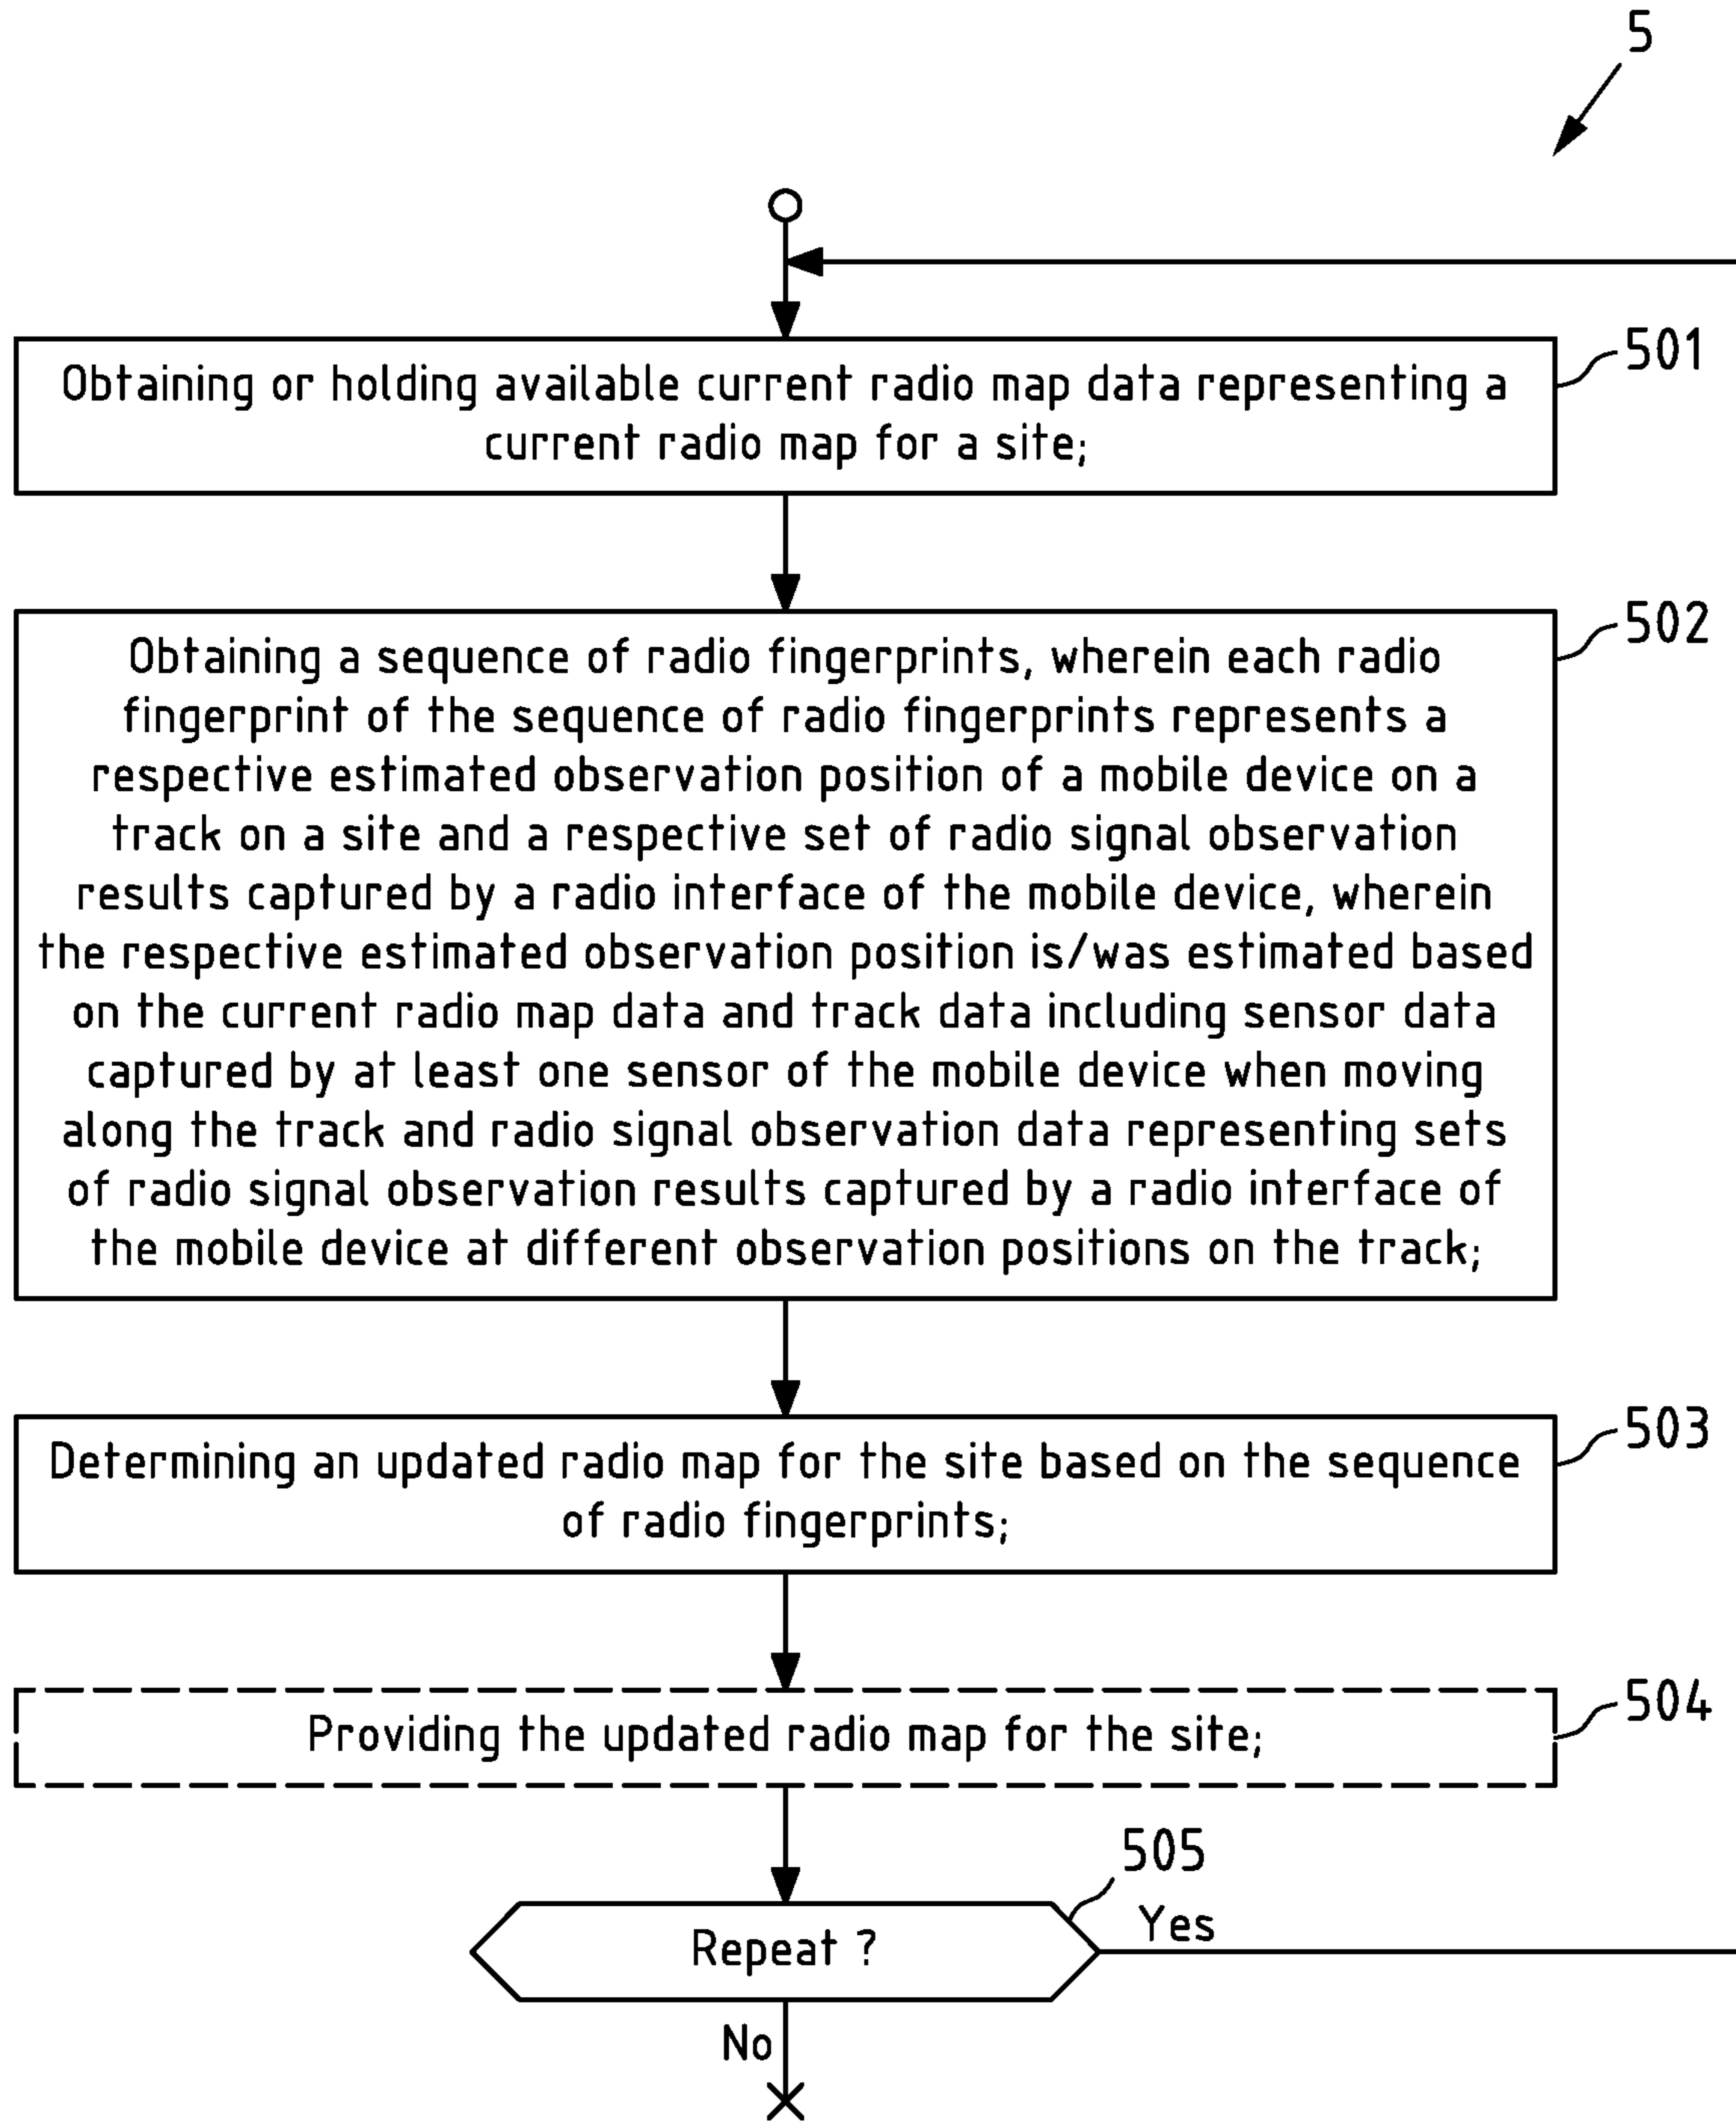 5
501
Obtaining or holding available current radio map data representing a
current radio map for a site;
502
Obtaining a sequence of radio fingerprints, wherein each radio
fingerprint of the sequence of radio fingerprints represents a
respective estimated observation position of a mobile device on a
track on a site and a respective set of radio signal observation
results captured by a radio interface of the mobile device, wherein
the respective estimated observation position is/was estimated based
on the current radio map data and track data including sensor data
captured by at least one sensor of the mobile device when moving
along the track and radio signal observation data representing sets
of radio signal observation results captured by a radio interface of
the mobile device at different observation positions on the track;
503
Determining an updated radio map for the site based on the sequence
of radio fingerprints;
504
Providing the updated radio map for the site;
505
Repeat ?
Yes
No